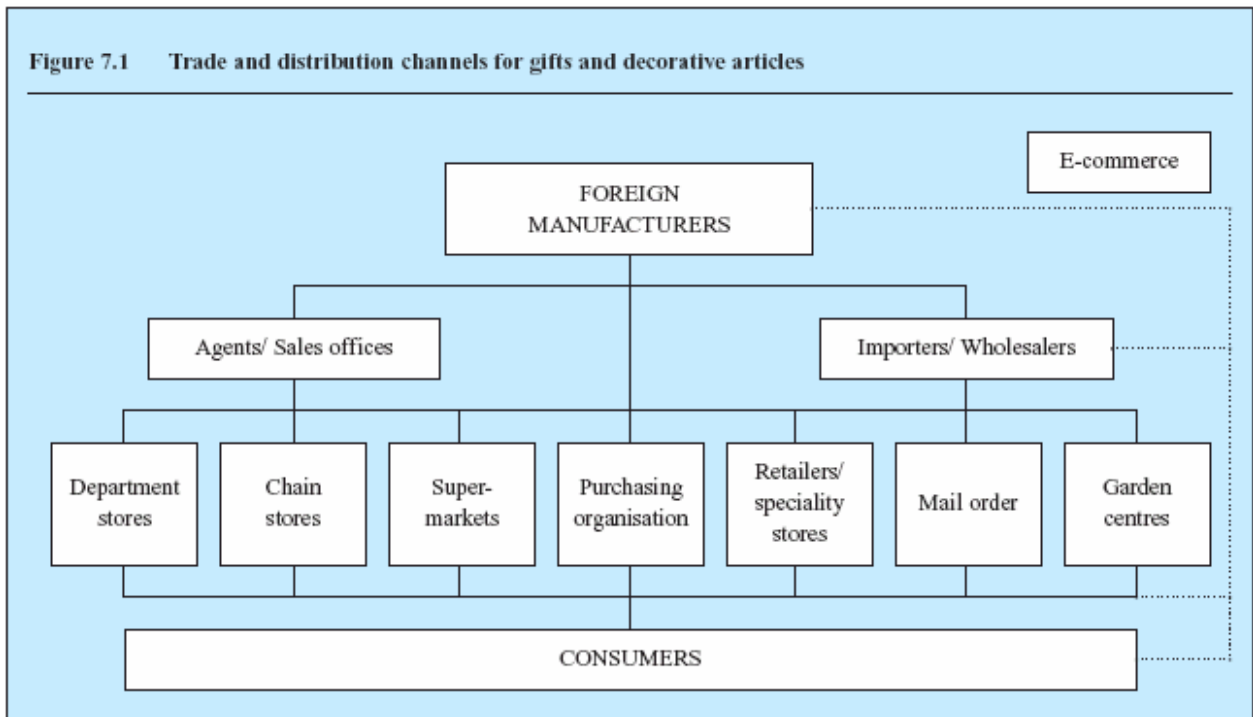 Figure 7.1 Trade and distribution channels for gifts and decorative articles
E-commerce
FOREIGN
MANUFACTURERS
Agents/ Sales offices
Importers/ Wholesalers
Department
stores
Chain
stores
Super-
markets
Purchasing
organisation
Retailers/
speciality
stores
Mail order
Garden
centres
CONSUMERS